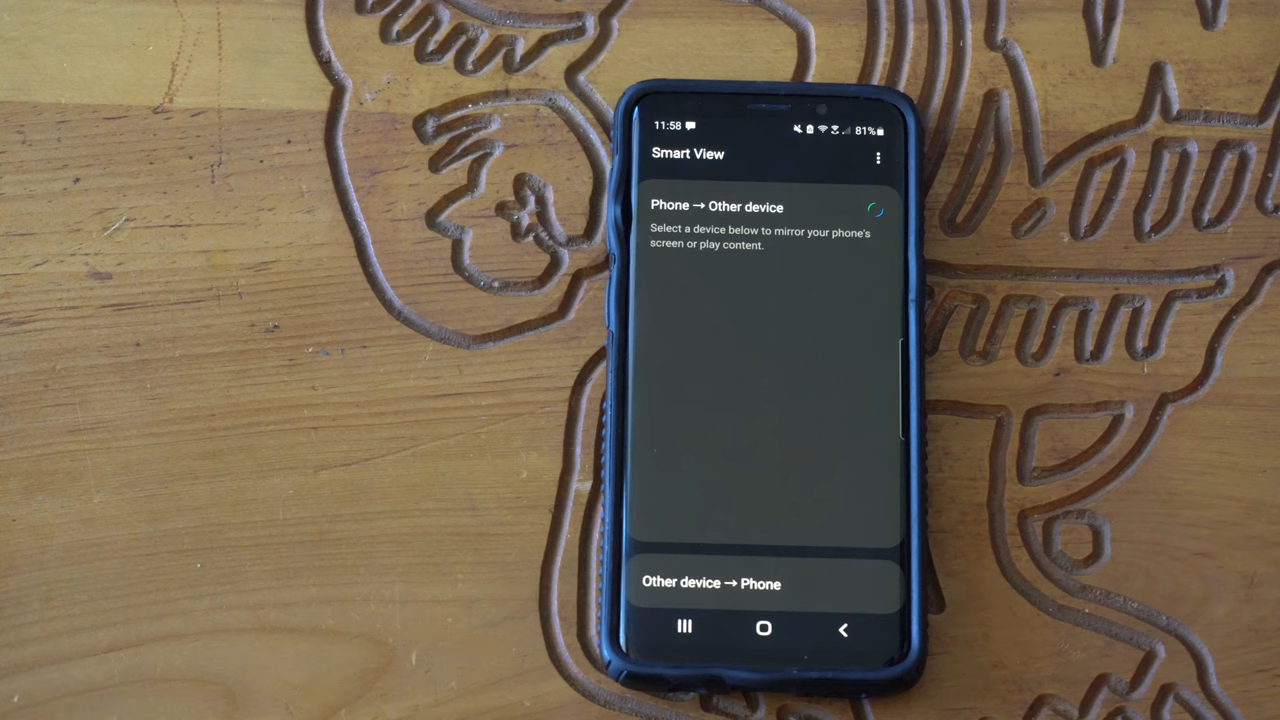 11:58
81%
Smart View
Phone → Other device
Select a device below to mirror your phone's
screen or play content.
Other device → Phone